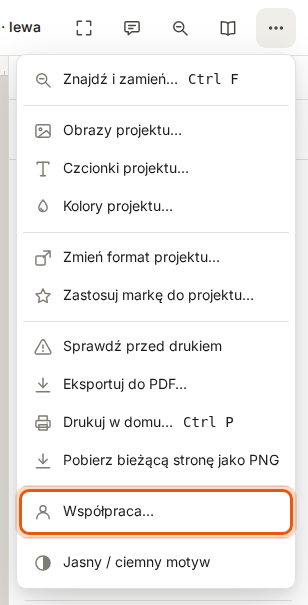 · lewa
Znajdź i zamień... Ctrl F
Obrazy projektu...
Czcionki projektu...
Kolory projektu...
Zmień format projektu...
Zastosuj markę do projektu...
Sprawdź przed drukiem
Eksportuj do PDF...
Drukuj w domu... Ctrl P
Pobierz bieżącą stronę jako PNG
Współpraca...
Jasny / ciemny motyw